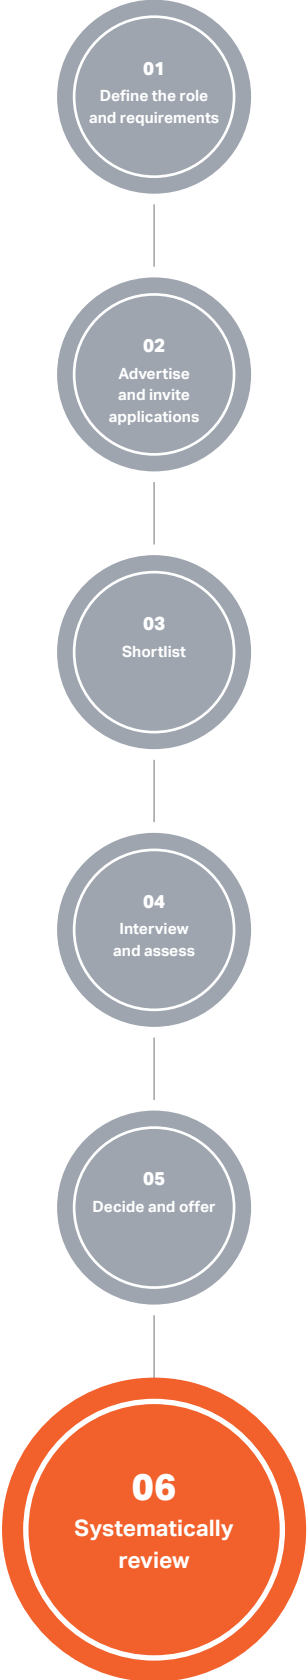 01
Define the role
and requirements
02
Advertise
and invite
applications
03
Shortlist
04
Interview
and assess
05
Decide and offer
06
Systematically
review